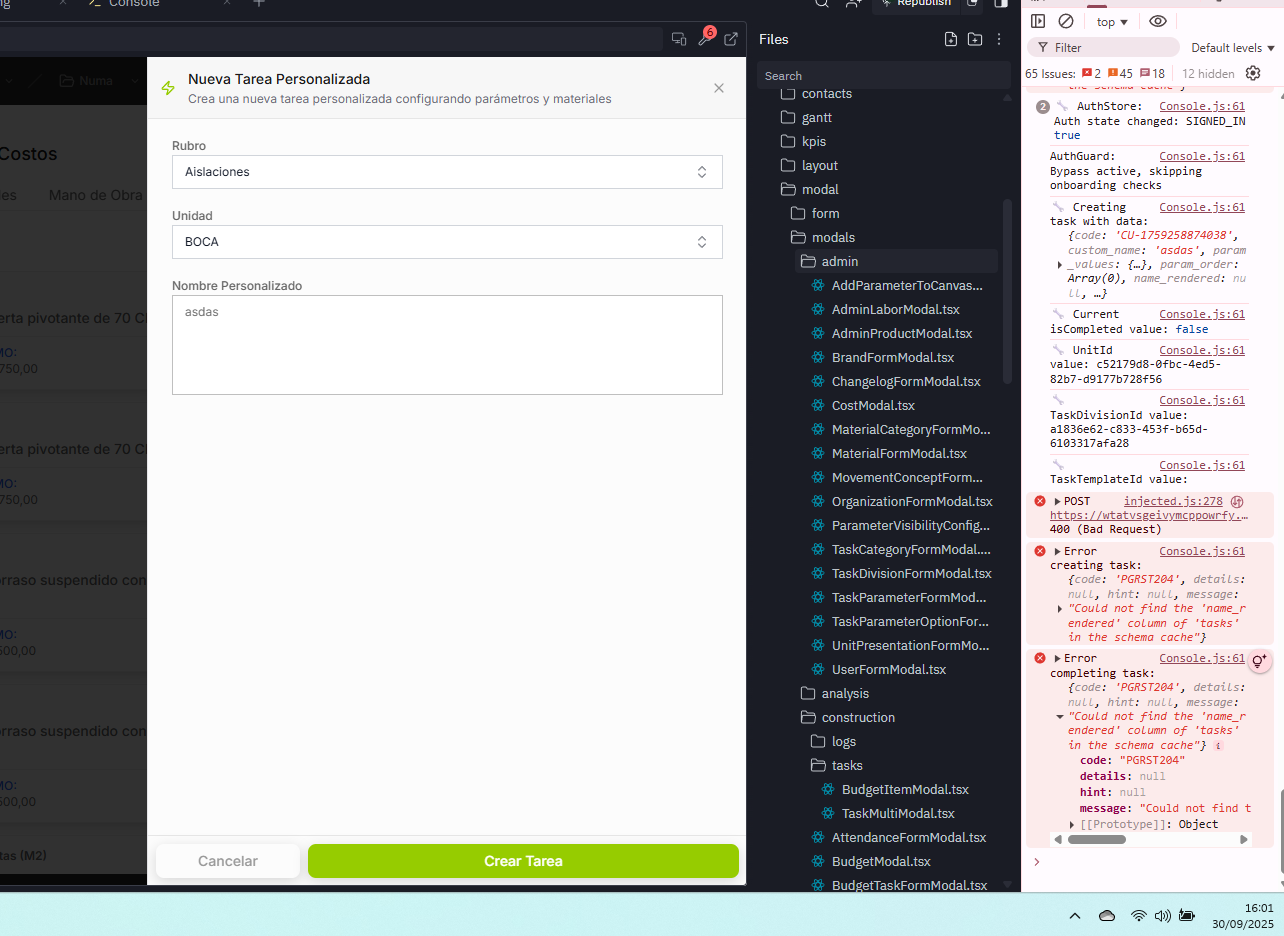 Console
Republish
6
Numa
Costos
es
Mano de Obra
erta pivotante de 70 C
MO:
750,00
erta pivotante de 70 C
MO:
750,00
orraso suspendido con
MO:
500,00
orraso suspendido con
MO:
500,00
tas (M2)
Nueva Tarea Personalizada
Crea una nueva tarea personalizada configurando parámetros y materiales
Rubro
Aislaciones
Unidad
BOCA
Nombre Personalizado
asdas
Cancelar
Crear Tarea
Files
Search
contacts
gantt
kpis
layout
modal
form
modals
admin
AddParameterToCanvas...
AdminLaborModal.tsx
AdminProductModal.tsx
BrandFormModal.tsx
ChangelogFormModal.tsx
CostModal.tsx
MaterialCategoryFormMo...
MaterialFormModal.tsx
MovementConceptForm...
OrganizationFormModal.tsx
ParameterVisibilityConfig...
TaskCategoryFormModal....
TaskDivisionFormModal.tsx
TaskParameterFormMod...
TaskParameterOptionFor...
UnitPresentationFormMo...
UserFormModal.tsx
analysis
construction
logs
tasks
BudgetItemModal.tsx
TaskMultiModal.tsx
AttendanceFormModal.tsx
BudgetModal.tsx
BudgetTaskFormModal.tsx
top
Filter
Default levels
65 Issues: 2 45 18 12 hidden
the schema cache"}
2 AuthStore: Console.js:61
Auth state changed: SIGNED_IN
true
AuthGuard: Console.js:61
Bypass active, skipping
onboarding checks
Creating Console.js:61
task with data:
{code: 'CU-1759258874038',
custom_name: 'asdas', param
_values: {…}, param_order:
Array(0), name_rendered: nu
ll, …}
Current Console.js:61
isCompleted value: false
UnitId Console.js:61
value: c52179d8-0fbc-4ed5-
82b7-d9177b728f56
Console.js:61
TaskDivisionId value:
a1836e62-c833-453f-b65d-
6103317afa28
Console.js:61
TaskTemplateId value:
POST injected.js:278
https://wtatvsgeivymcppowrfy.…
400 (Bad Request)
Error Console.js:61
creating task:
{code: 'PGRST204', details:
null, hint: null, message:
"Could not find the 'name_r
endered' column of 'tasks'
in the schema cache"}
Error Console.js:61
completing task:
{code: 'PGRST204', details:
null, hint: null, message:
"Could not find the 'name_r
endered' column of 'tasks'
in the schema cache"} i
code: "PGRST204"
details: null
hint: null
message: "Could not find t
[[Prototype]]: Object
16:01
30/09/2025